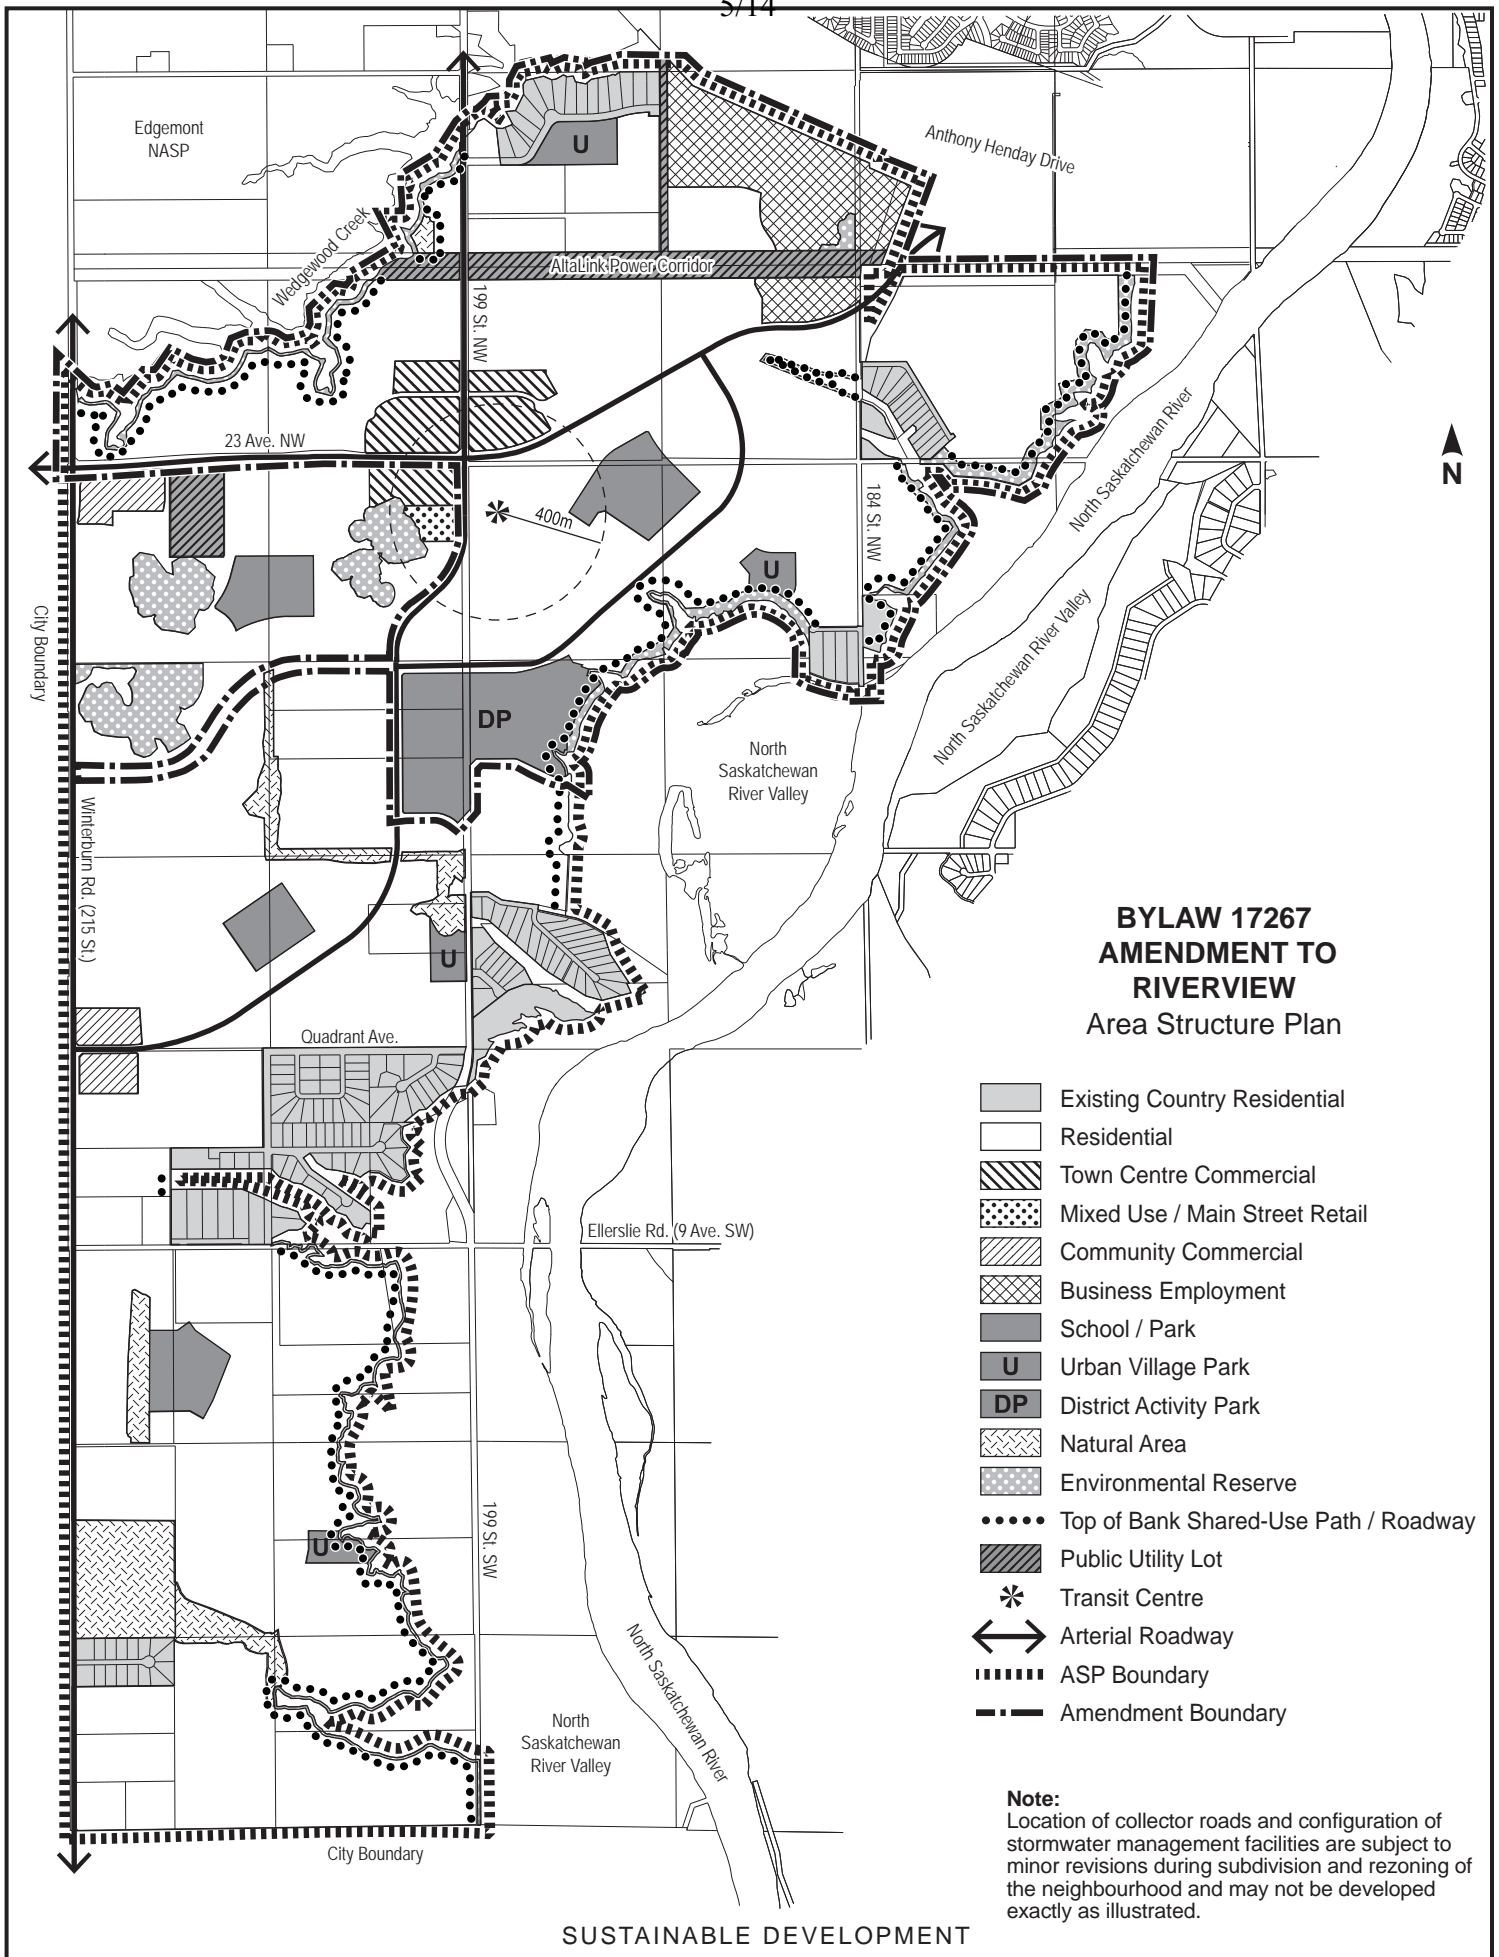 5/14
Edgemont
NASP
U
Anthony Henday Drive
Wedgewood Creek
AltaLink Power Corridor
199 St. NW
23 Ave. NW
400m
184 St. NW
U
North Saskatchewan River
N
City Boundary
North Saskatchewan River Valley
DP
North
Saskatchewan
River Valley
Winterburn Rd. (215 St.)
U
Quadrant Ave.
Ellerslie Rd. (9 Ave. SW)
199 St. SW
U
North Saskatchewan River
North
Saskatchewan
River Valley
City Boundary
BYLAW 17267
AMENDMENT TO
RIVERVIEW
Area Structure Plan
Existing Country Residential
Residential
Town Centre Commercial
Mixed Use / Main Street Retail
Community Commercial
Business Employment
School / Park
U Urban Village Park
DP District Activity Park
Natural Area
Environmental Reserve
Top of Bank Shared-Use Path / Roadway
Public Utility Lot
Transit Centre
Arterial Roadway
ASP Boundary
Amendment Boundary
Note:
Location of collector roads and configuration of
stormwater management facilities are subject to
minor revisions during subdivision and rezoning of
the neighbourhood and may not be developed
exactly as illustrated.
SUSTAINABLE DEVELOPMENT